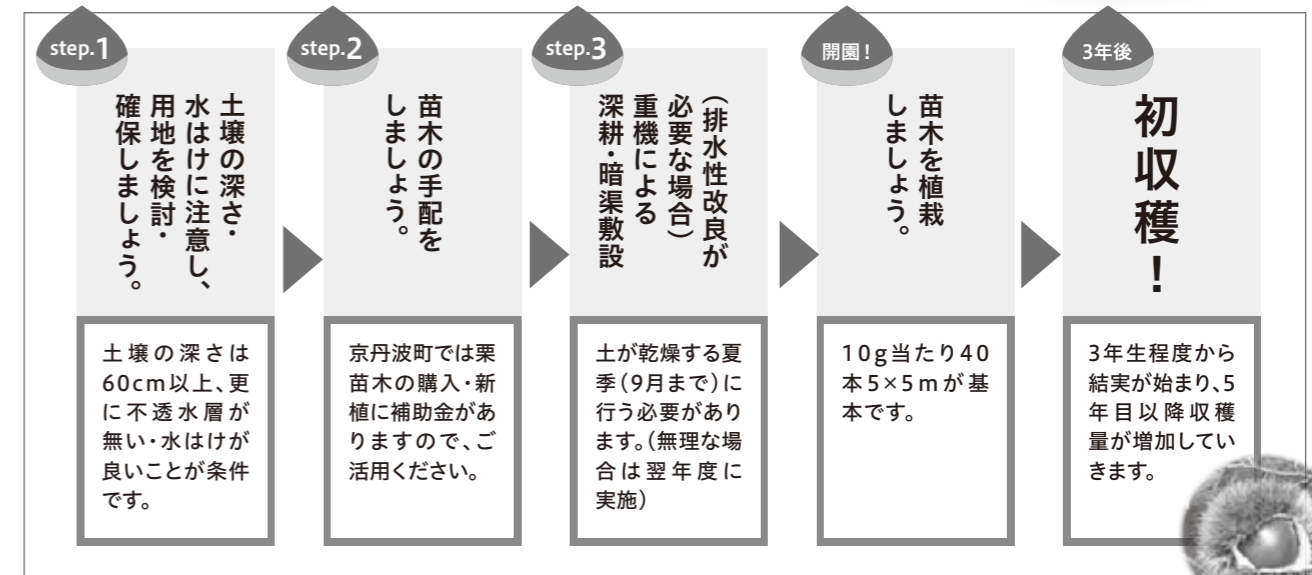 step.1
土壌の深さ・
水はけに注意し、
用地を検討・
確保しましょう。
土壌の深さは
60cm以上、更
に不透水層が
無い・水はけが
良いことが条件
です。
step.2
苗木の手配を
しましょう。
京丹波町では栗
苗木の購入・新
植に補助金があ
りますので、ご
活用ください。
step.3
（排水性改良が
必要な場合）
重機による
深耕・暗渠敷設
土が乾燥する夏
季（9月まで）に
行う必要があり
ます。（無理な場
合は翌年度に
実施）
開園！
苗木を植栽
しましょう。
10g当たり40
本5×5mが基
本です。
3年後
初収穫！
3年生程度から
結実が始まり、5
年目以降収穫
量が増加してい
きます。